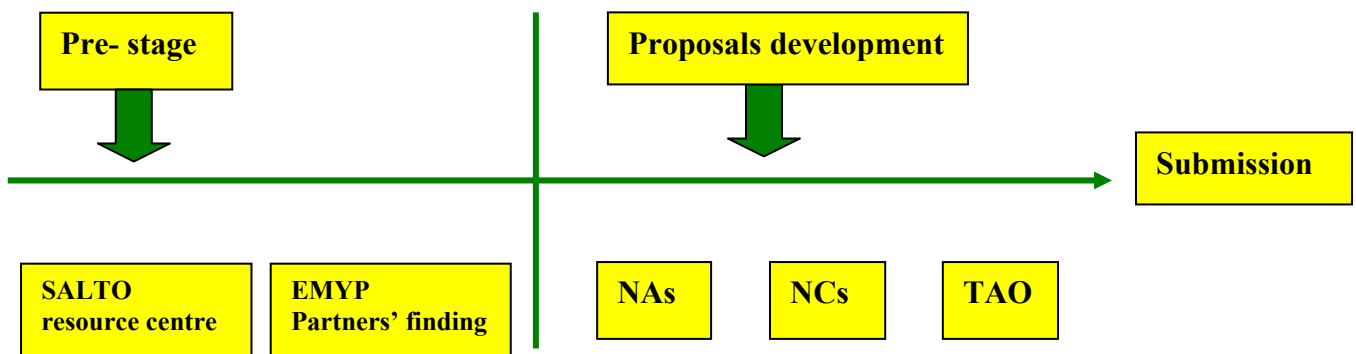 Pre- stage
Proposals development
Submission
SALTO
resource centre
EMYP
Partners’ finding
NAs
NCs
TAO